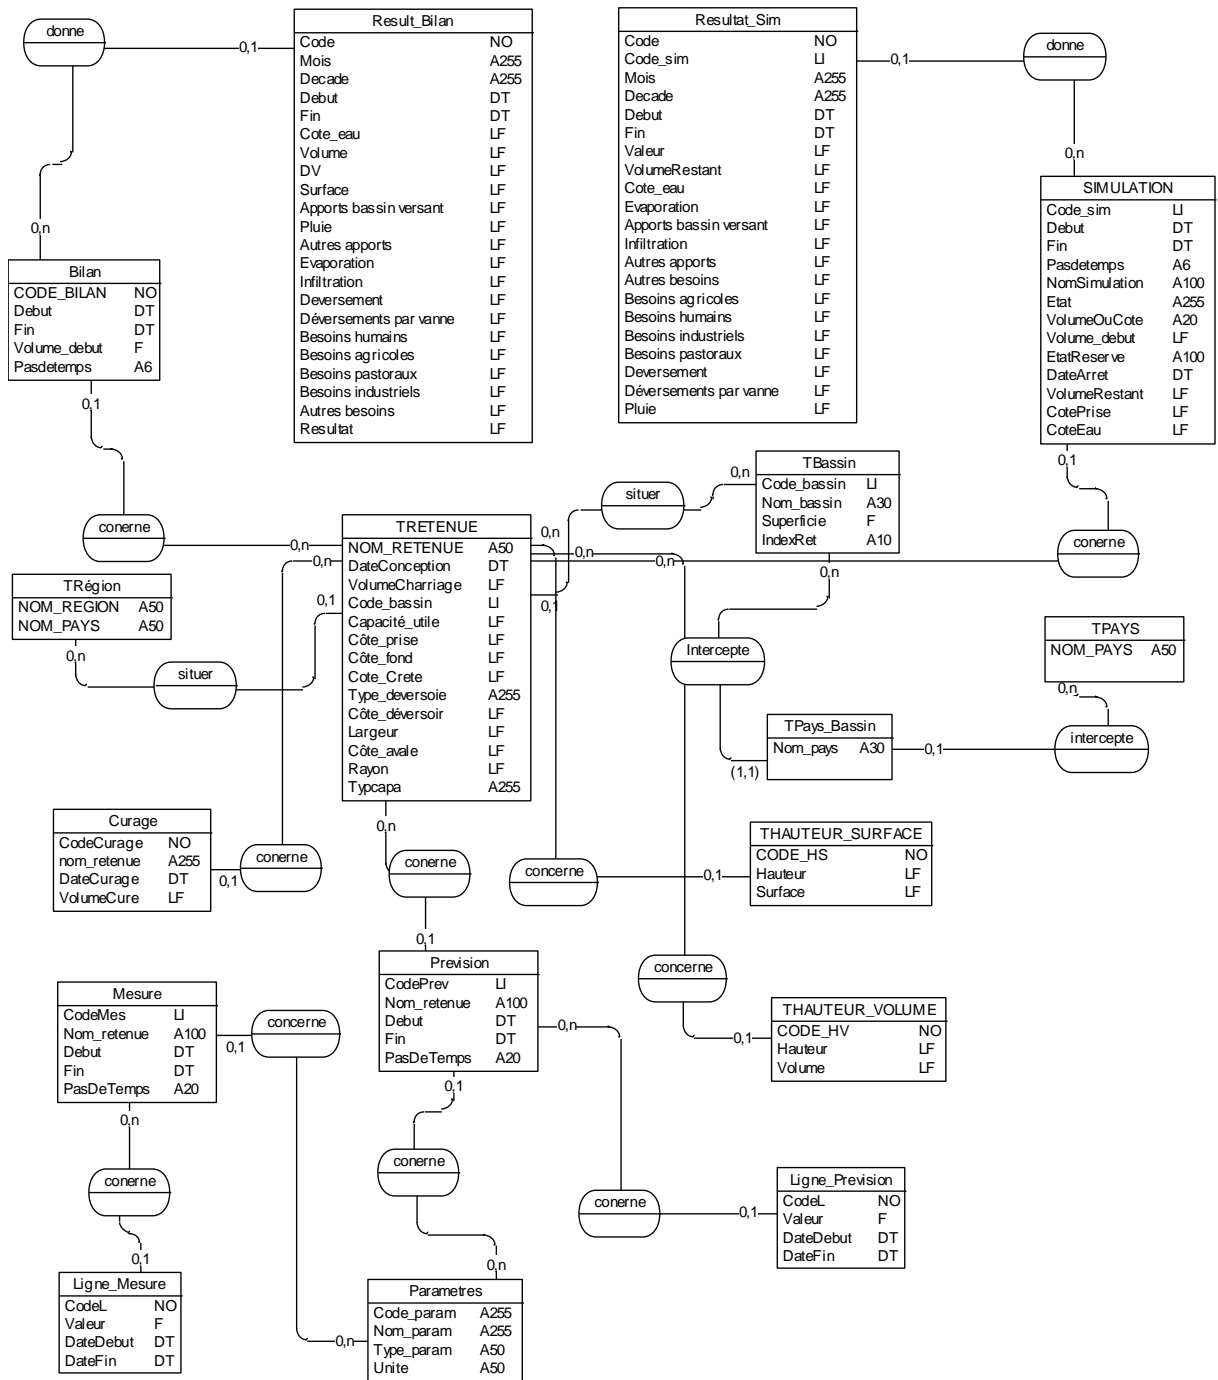 donne
0,1
0,n
Result_Bilan
Code NO
Mois A255
Decade A255
Debut DT
Fin DT
Cote_eau LF
Volume LF
DV LF
Surface LF
Apports bassin versant LF
Pluie LF
Autres apports LF
Evaporation LF
Infiltration LF
Deversement LF
Déversements par vanne LF
Besoins humains LF
Besoins agricoles LF
Besoins pastoraux LF
Besoins industriels LF
Autres besoins LF
Resultat LF
Resultat_Sim
Code NO
Code_sim LI
Mois A255
Decade A255
Debut DT
Fin DT
Valeur LF
VolumeRestant LF
Cote_eau LF
Evaporation LF
Apports bassin versant LF
Infiltration LF
Autres apports LF
Autres besoins LF
Besoins agricoles LF
Besoins humains LF
Besoins industriels LF
Besoins pastoraux LF
Deversement LF
Déversements par vanne LF
Pluie LF
0,1
donne
0,n
SIMULATION
Code_sim LI
Debut DT
Fin DT
Pasdetemps A6
NomSimulation A100
Etat A255
VolumeOuCote A20
Volume_debut LF
EtatReserve A100
DateArret DT
VolumeRestant LF
CotePrise LF
CoteEau LF
0,1
conerne
0,n
Bilan
CODE_BILAN NO
Debut DT
Fin DT
Volume_debut F
Pasdetemps A6
0,1
conerne
0,n
TBassin
Code_bassin LI
Nom_bassin A30
Superficie F
IndexRet A10
0,n
situer
0,1
0,n
TRETENUE
NOM_RETENUE A50
DateConception DT
VolumeCharriage LF
Code_bassin LI
Capacité_utile LF
Côte_prise LF
Côte_fond LF
Cote_Crete LF
Type_deversoie A255
Côte_déversoir LF
Largeur LF
Côte_avale LF
Rayon LF
Typcapa A255
0,n
0,n
0,n
0,1
0,n
TRégion
NOM_REGION A50
NOM_PAYS A50
0,n
situer
Intercepte
(1,1)
TPAYS
NOM_PAYS A50
0,n
intercepte
0,1
TPays_Bassin
Nom_pays A30
Curage
CodeCurage NO
nom_retenue A255
DateCurage DT
VolumeCure LF
0,1
conerne
conerne
0,1
concerne
0,1
THAUTEUR_SURFACE
CODE_HS NO
Hauteur LF
Surface LF
concerne
0,1
THAUTEUR_VOLUME
CODE_HV NO
Hauteur LF
Volume LF
Prevision
CodePrev LI
Nom_retenue A100
Debut DT
Fin DT
PasDeTemps A20
0,n
0,1
Mesure
CodeMes LI
Nom_retenue A100
Debut DT
Fin DT
PasDeTemps A20
0,1
concerne
0,n
conerne
0,1
Ligne_Mesure
CodeL NO
Valeur F
DateDebut DT
DateFin DT
conerne
0,n
Parametres
Code_param A255
Nom_param A255
Type_param A50
Unite A50
0,n
conerne
0,1
Ligne_Prevision
CodeL NO
Valeur F
DateDebut DT
DateFin DT